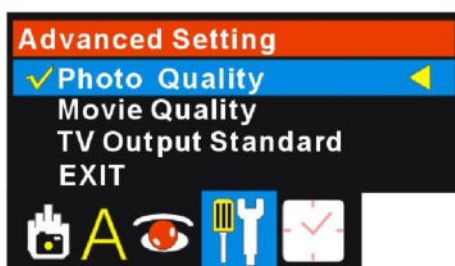 Advanced Setting
Photo Quality
Movie Quality
TV Output Standard
EXIT
A